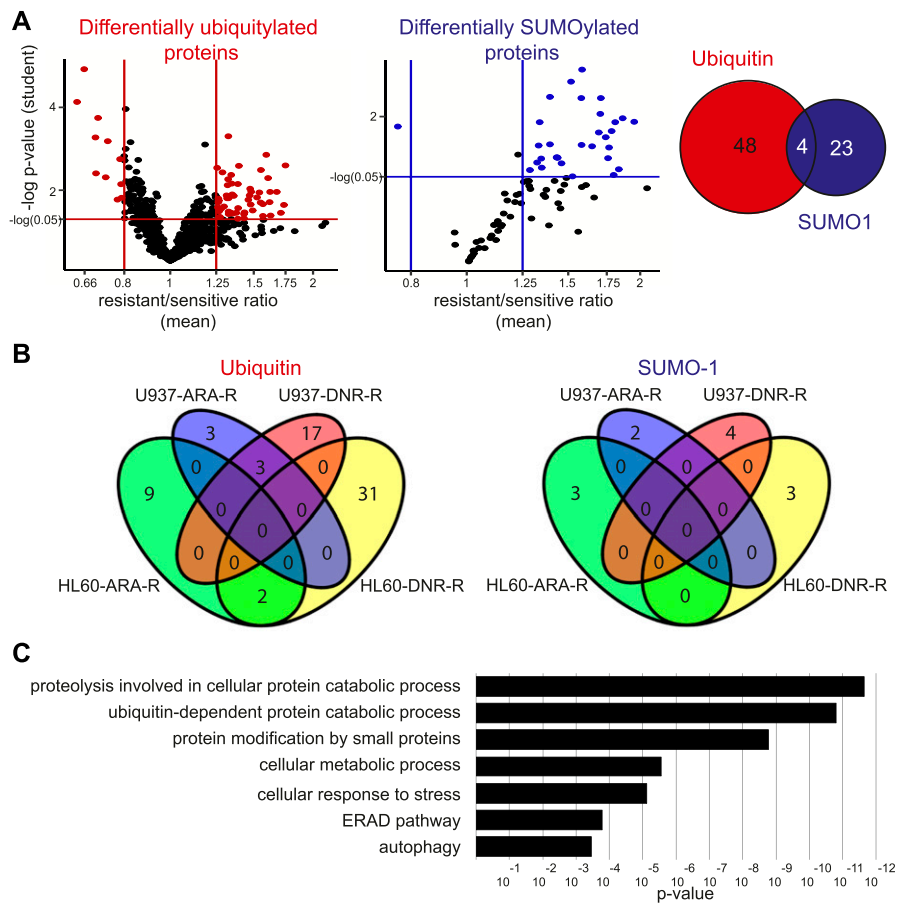 A
Differentially ubiquitylated
proteins
Differentially SUMOylated
proteins
Ubiquitin
–log p-value (student)
4
2
-log(0.05)
0.66 0.8 1 1.25 1.5 1.75 2
resistant/sensitive ratio
(mean)
2
-log(0.05)
0.8 1 1.25 1.5 1.75 2
resistant/sensitive ratio
(mean)
48 4 23
SUMO1
B
Ubiquitin
U937-ARA-R U937-DNR-R
3 17
0 3 0
9 31
0 0
0
0 0 0 0
HL60-ARA-R HL60-DNR-R
2
SUMO-1
U937-ARA-R U937-DNR-R
2 4
0 0 0
3 3
0 0
0
0 0 0 0
HL60-ARA-R HL60-DNR-R
0
C
proteolysis involved in cellular protein catabolic process
ubiquitin-dependent protein catabolic process
protein modification by small proteins
cellular metabolic process
cellular response to stress
ERAD pathway
autophagy
10-1 10-2 10-3 10-4 10-5 10-6 10-7 10-8 10-9 10-10 10-11 10-12
p-value